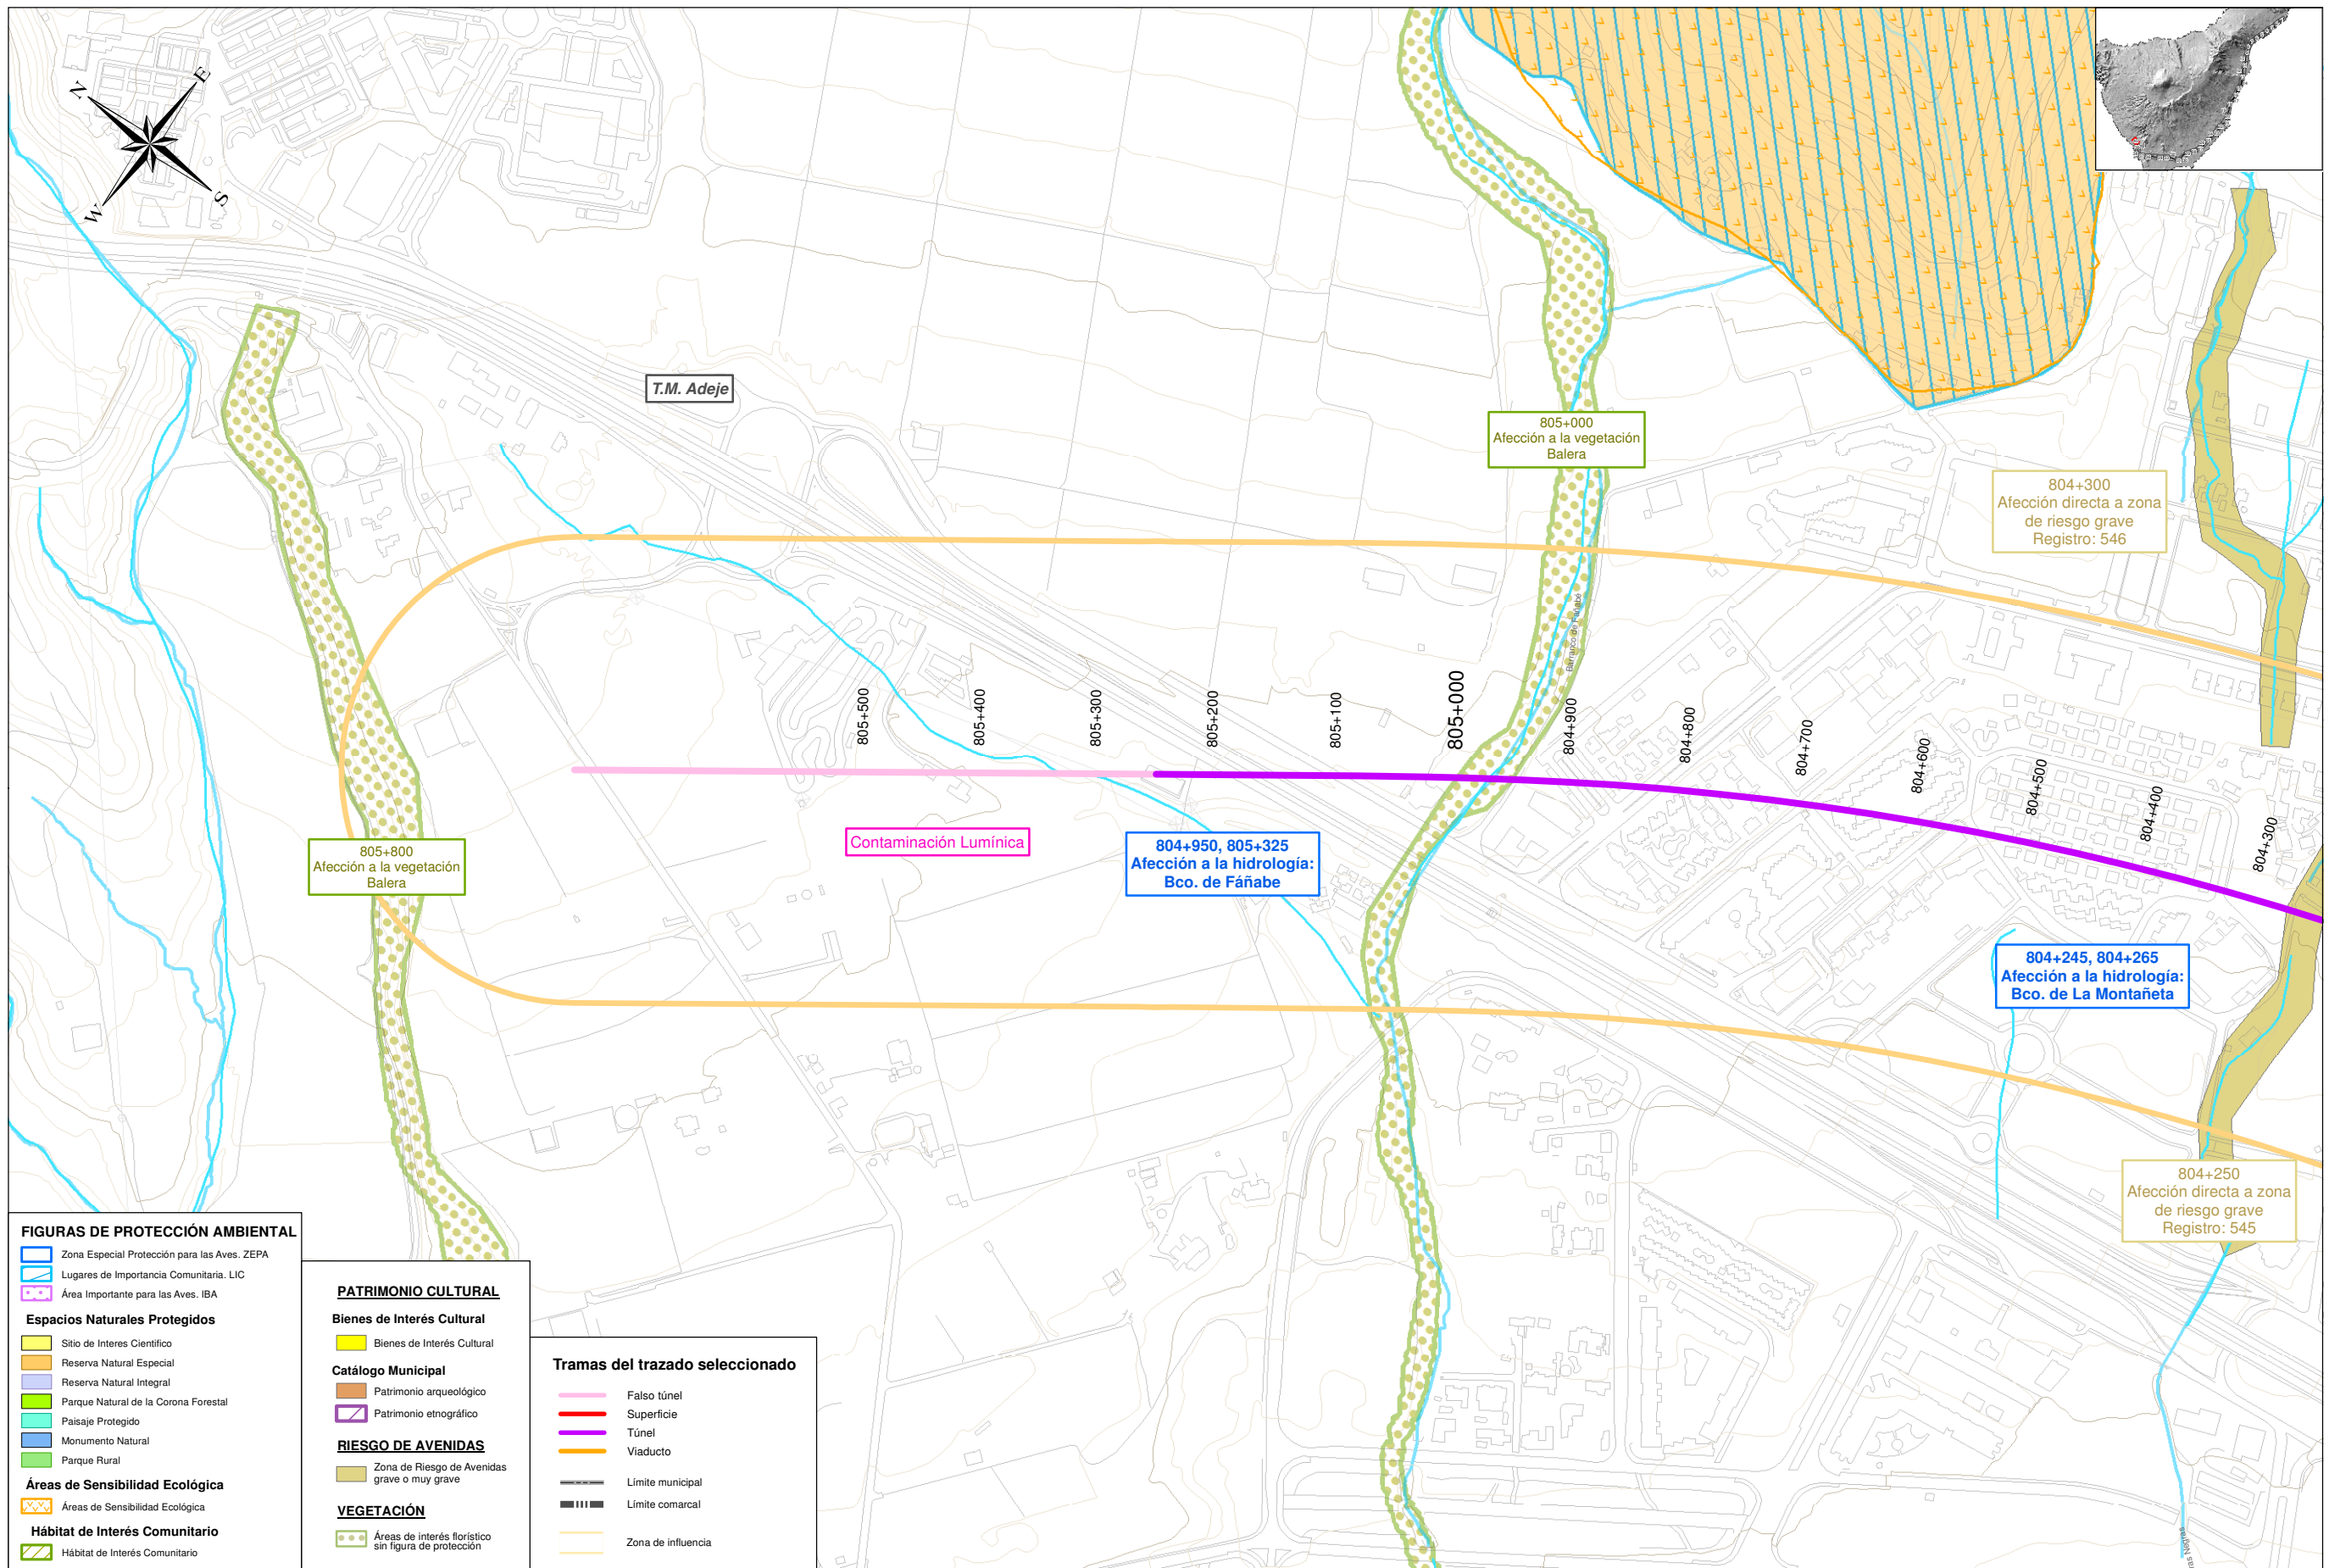 N
E
W
S
T.M. Adeje
805+000
Afección a la vegetación
Balera
804+300
Afección directa a zona
de riesgo grave
Registro: 546
Barranco de Fáñabé
805+500
805+400
805+300
805+200
805+100
805+000
804+900
804+800
804+700
804+600
804+500
804+400
804+300
805+800
Afección a la vegetación
Balera
Contaminación Lumínica
804+950, 805+325
Afección a la hidrología:
Bco. de Fáñabe
804+245, 804+265
Afección a la hidrología:
Bco. de La Montañeta
804+250
Afección directa a zona
de riesgo grave
Registro: 545
FIGURAS DE PROTECCIÓN AMBIENTAL
Zona Especial Protección para las Aves. ZEPA
Lugares de Importancia Comunitaria. LIC
Área Importante para las Aves. IBA
Espacios Naturales Protegidos
Sitio de Interes Cientifico
Reserva Natural Especial
Reserva Natural Integral
Parque Natural de la Corona Forestal
Paisaje Protegido
Monumento Natural
Parque Rural
Áreas de Sensibilidad Ecológica
Áreas de Sensibilidad Ecológica
Hábitat de Interés Comunitario
Hábitat de Interés Comunitario
PATRIMONIO CULTURAL
Bienes de Interés Cultural
Bienes de Interés Cultural
Catálogo Municipal
Patrimonio arqueológico
Patrimonio etnográfico
RIESGO DE AVENIDAS
Zona de Riesgo de Avenidas
grave o muy grave
VEGETACIÓN
Áreas de interés florístico
sin figura de protección
Tramas del trazado seleccionado
Falso túnel
Superficie
Túnel
Viaducto
Límite municipal
Límite comarcal
Zona de influencia